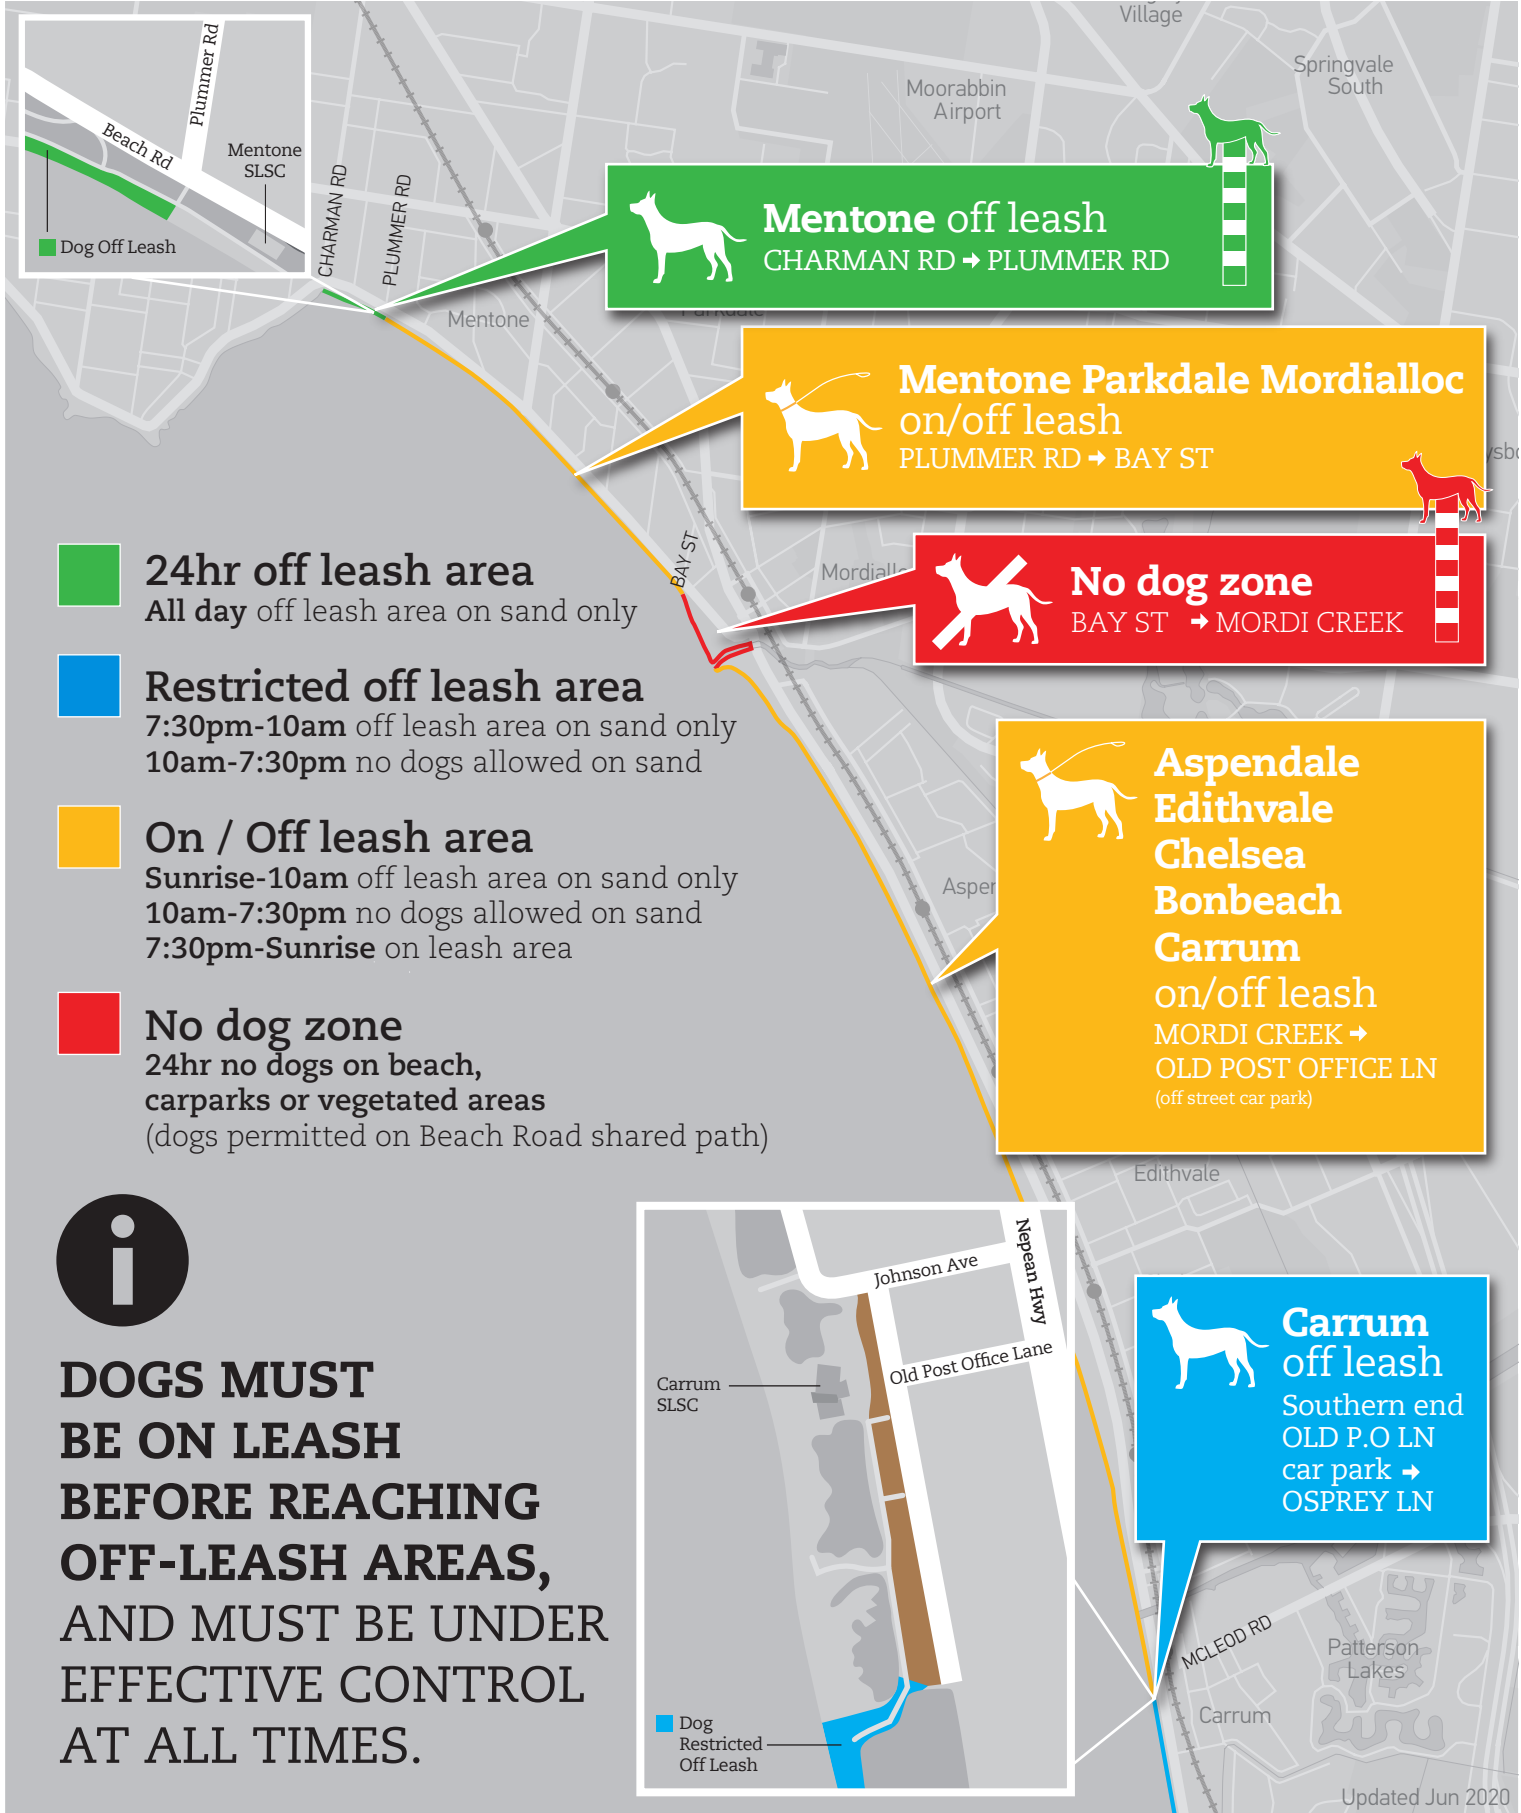 Village
Springvale
South
Moorabbin
Airport
Plummer Rd
Beach Rd
Mentone
SLSC
Dog Off Leash
CHARMAN RD
PLUMMER RD
Mentone off leash
CHARMAN RD → PLUMMER RD
Mentone
Parkdale
Mentone Parkdale Mordialloc
on/off leash
PLUMMER RD → BAY ST
BAY ST
No dog zone
BAY ST → MORDI CREEK
24hr off leash area
All day off leash area on sand only
Restricted off leash area
7:30pm-10am off leash area on sand only
10am-7:30pm no dogs allowed on sand
On / Off leash area
Sunrise-10am off leash area on sand only
10am-7:30pm no dogs allowed on sand
7:30pm-Sunrise on leash area
No dog zone
24hr no dogs on beach,
carparks or vegetated areas
(dogs permitted on Beach Road shared path)
Aspendale
Edithvale
Chelsea
Bonbeach
Carrum
on/off leash
MORDI CREEK →
OLD POST OFFICE LN
(off street car park)
Asper
Edithvale
i
DOGS MUST
BE ON LEASH
BEFORE REACHING
OFF-LEASH AREAS,
AND MUST BE UNDER
EFFECTIVE CONTROL
AT ALL TIMES.
Nepean Hwy
Johnson Ave
Old Post Office Lane
Carrum
SLSC
Dog
Restricted
Off Leash
Carrum
off leash
Southern end
OLD P.O LN
car park →
OSPREY LN
MCLEOD RD
Patterson
Lakes
Carrum
Updated Jun 2020